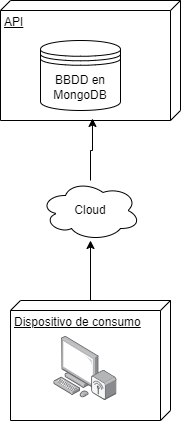 API
BBDD en
MongoDB
Cloud
Dispositivo de consumo